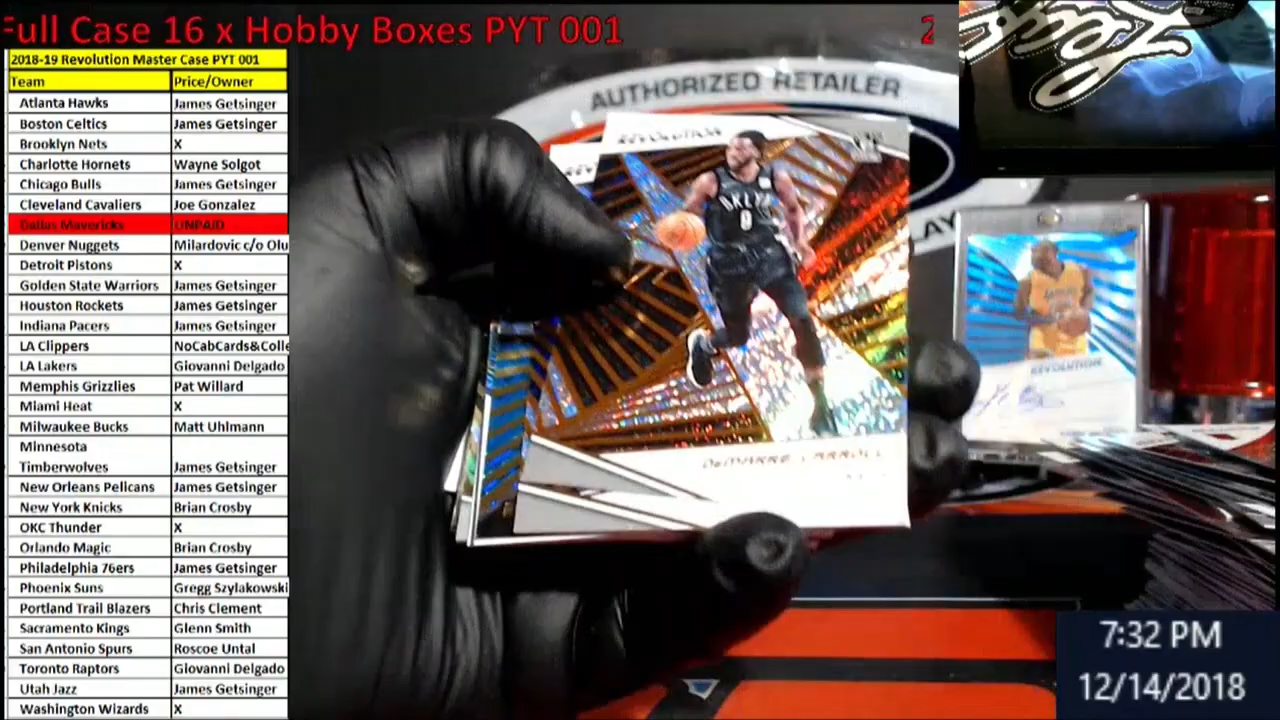 Full Case 16 x Hobby Boxes PYT 001
2018-19 Revolution Master Case PYT 001
Team Price/Owner
Atlanta Hawks James Getsinger
Boston Celtics James Getsinger
Brooklyn Nets X
Charlotte Hornets Wayne Solgot
Chicago Bulls James Getsinger
Cleveland Cavaliers Joe Gonzalez
Dallas Mavericks UNPAID
Denver Nuggets Milardovic c/o Olu
Detroit Pistons X
Golden State Warriors James Getsinger
Houston Rockets James Getsinger
Indiana Pacers James Getsinger
LA Clippers NoCabCards&Colle
LA Lakers Giovanni Delgado
Memphis Grizzlies Pat Willard
Miami Heat X
Milwaukee Bucks Matt Uhlmann
Minnesota
Timberwolves James Getsinger
New Orleans Pelicans James Getsinger
New York Knicks Brian Crosby
OKC Thunder X
Orlando Magic Brian Crosby
Philadelphia 76ers James Getsinger
Phoenix Suns Gregg Szylakowski
Portland Trail Blazers Chris Clement
Sacramento Kings Glenn Smith
San Antonio Spurs Roscoe Untal
Toronto Raptors Giovanni Delgado
Utah Jazz James Getsinger
Washington Wizards X
AUTHORIZED RETAILER
REVOLUTION
DeMARRE CARROLL
REVOLUTION
7:32 PM
12/14/2018